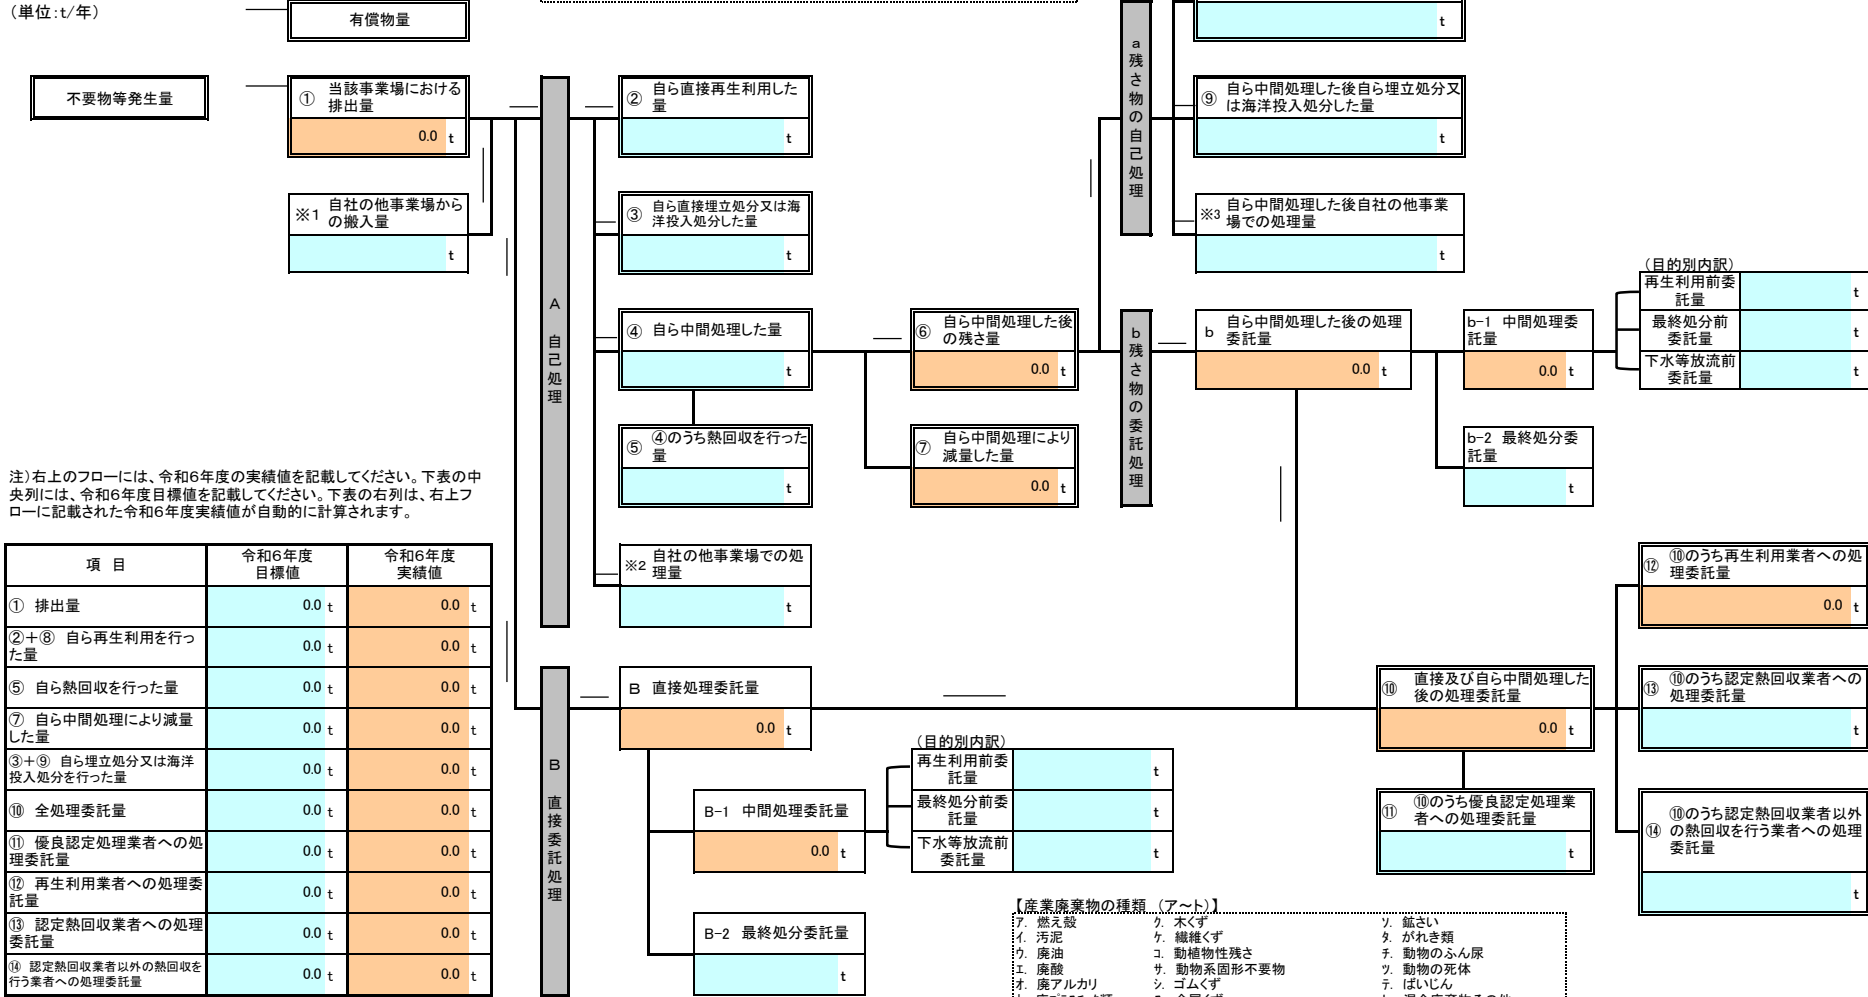 (単位:t/年)
有償物量
t
不要物等発生量
① 当該事業場における
排出量
0.0 t
※1 自社の他事業場から
の搬入量
t
A 自己処理
② 自ら直接再生利用した
量
t
③ 自ら直接埋立処分又は海
洋投入処分した量
t
④ 自ら中間処理した量
t
⑤ ④のうち熱回収を行った
量
t
※2 自社の他事業場での処
理量
t
⑥ 自ら中間処理した後
の残さ量
0.0 t
⑦ 自ら中間処理により
減量した量
0.0 t
a 残さ物の自己処理
⑨ 自ら中間処理した後自ら埋立処分又
は海洋投入処分した量
t
※3 自ら中間処理した後自社の他事業
場での処理量
t
b 残さ物の委託処理
b 自ら中間処理した後の処理
委託量
0.0 t
b-1 中間処理委
託量
0.0 t
b-2 最終処分委
託量
t
(目的別内訳)
再生利用前委
託量
t
最終処分前
委託量
t
下水等放流前
委託量
t
注)右上のフローには、令和6年度の実績値を記載してください。下表の中
央列には、令和6年度目標値を記載してください。下表の右列は、右上フ
ローに記載された令和6年度実績値が自動的に計算されます。
項 目
令和6年度
目標値
令和6年度
実績値
① 排出量
0.0 t 0.0 t
②+⑧ 自ら再生利用を行っ
た量
0.0 t 0.0 t
⑤ 自ら熱回収を行った量
0.0 t 0.0 t
⑦ 自ら中間処理により減量
した量
0.0 t 0.0 t
③+⑨ 自ら埋立処分又は海洋
投入処分を行った量
0.0 t 0.0 t
⑩ 全処理委託量
0.0 t 0.0 t
⑪ 優良認定処理業者への処
理委託量
0.0 t 0.0 t
⑫ 再生利用業者への処理委
託量
0.0 t 0.0 t
⑬ 認定熱回収業者への処理
委託量
0.0 t 0.0 t
⑭ 認定熱回収業者以外の熱回収を
行う業者への処理委託量
0.0 t 0.0 t
B 直接委託処理
B 直接処理委託量
0.0 t
B-1 中間処理委託量
0.0 t
B-2 最終処分委託量
t
(目的別内訳)
再生利用前委
託量
t
最終処分前委
託量
t
下水等放流前
委託量
t
⑩ 直接及び自ら中間処理した
後の処理委託量
0.0 t
⑪ ⑩のうち優良認定処理業
者への処理委託量
t
⑫ ⑩のうち再生利用業者への処
理委託量
0.0 t
⑬ ⑩のうち認定熱回収業者への
処理委託量
t
⑭ ⑩のうち認定熱回収業者以外
の熱回収を行う業者への処理
委託量
t
【産業廃棄物の種類 (ア~ト)】
ア. 燃え殻 ク. 木くず ソ. 鉱さい
イ. 汚泥 ケ. 繊維くず タ. がれき類
ウ. 廃油 コ. 動植物性残さ チ. 動物のふん尿
エ. 廃酸 サ. 動物系固形不要物 ツ. 動物の死体
オ. 廃アルカリ シ. ゴムくず テ. ばいじん